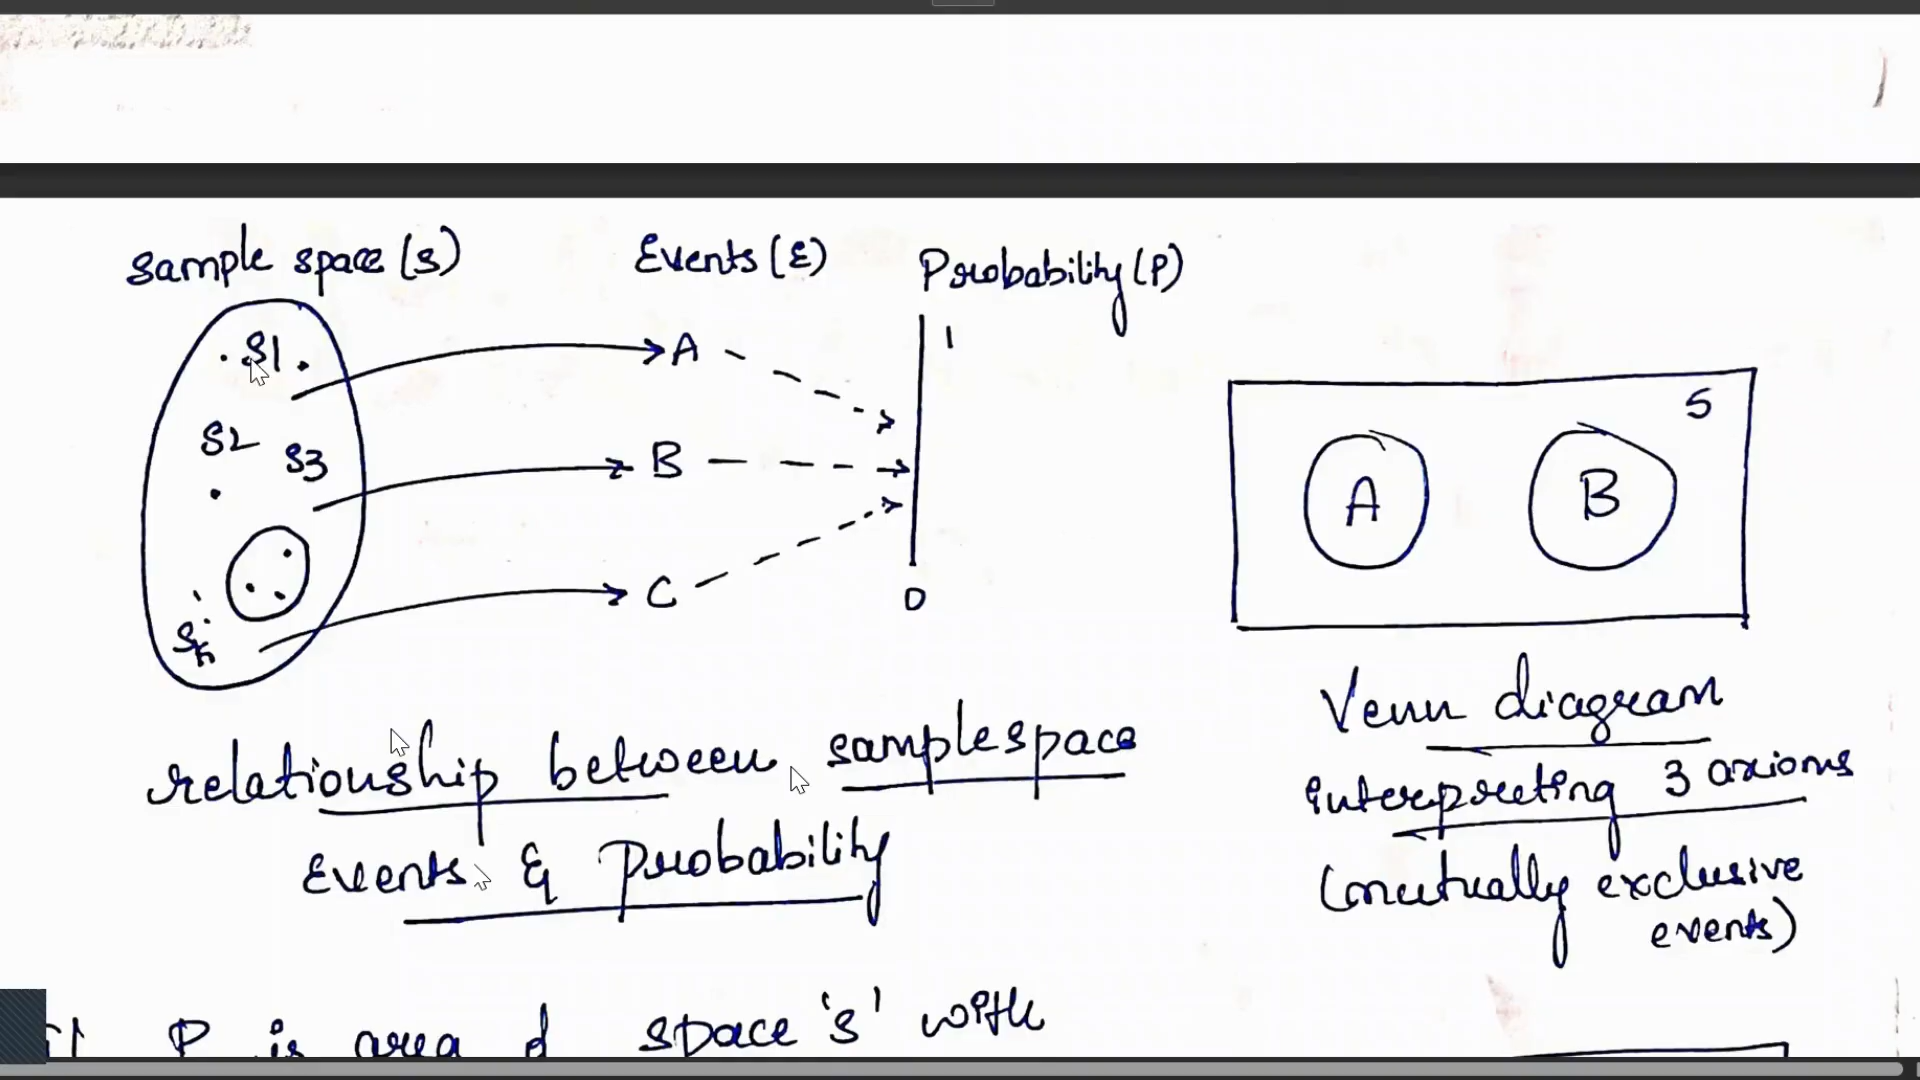 Sample space (S) Events (E) Probability (P)
S1 A 1
S
S2 S3 B A B
Sk C 0
relationship between samplespace
Events & Probability
Venn diagram
interpreting 3 axioms
(mutually exclusive
events)
P is area of space 's' with